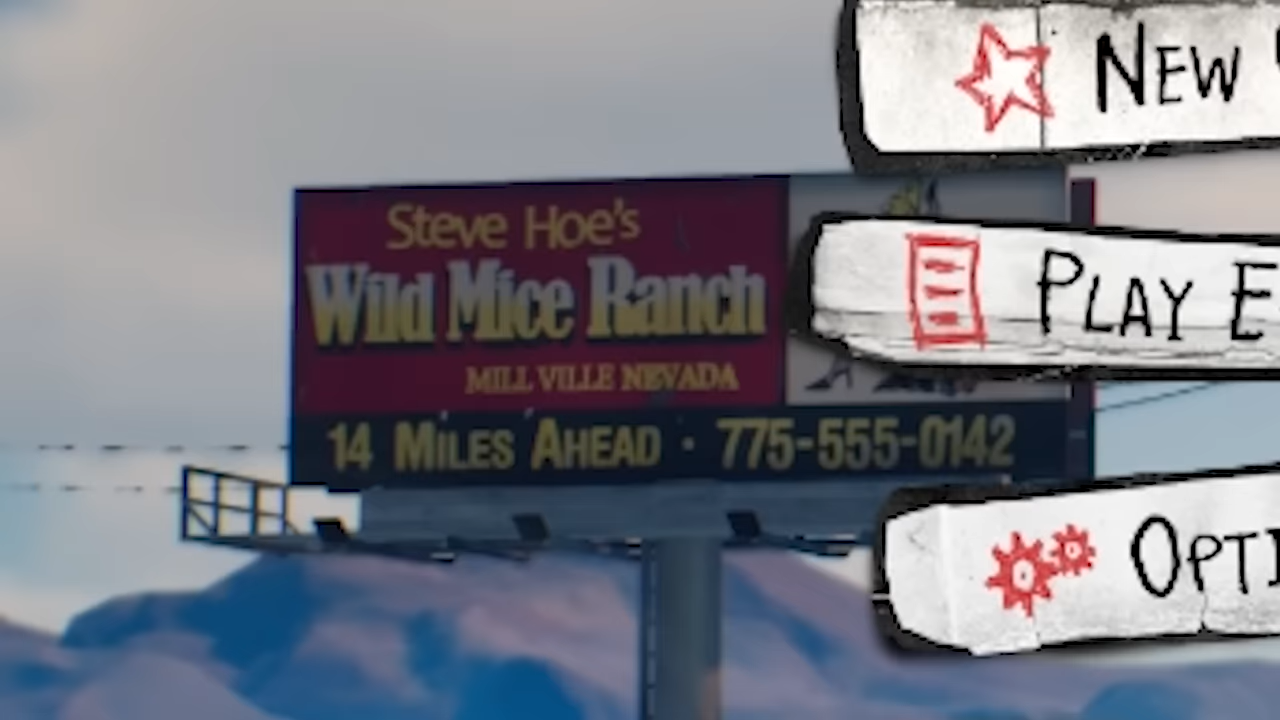 New
Play E
Opti
Steve Hoe's
Wild Mice Ranch
MILL VILLE NEVADA
14 Miles Ahead · 775-555-0142